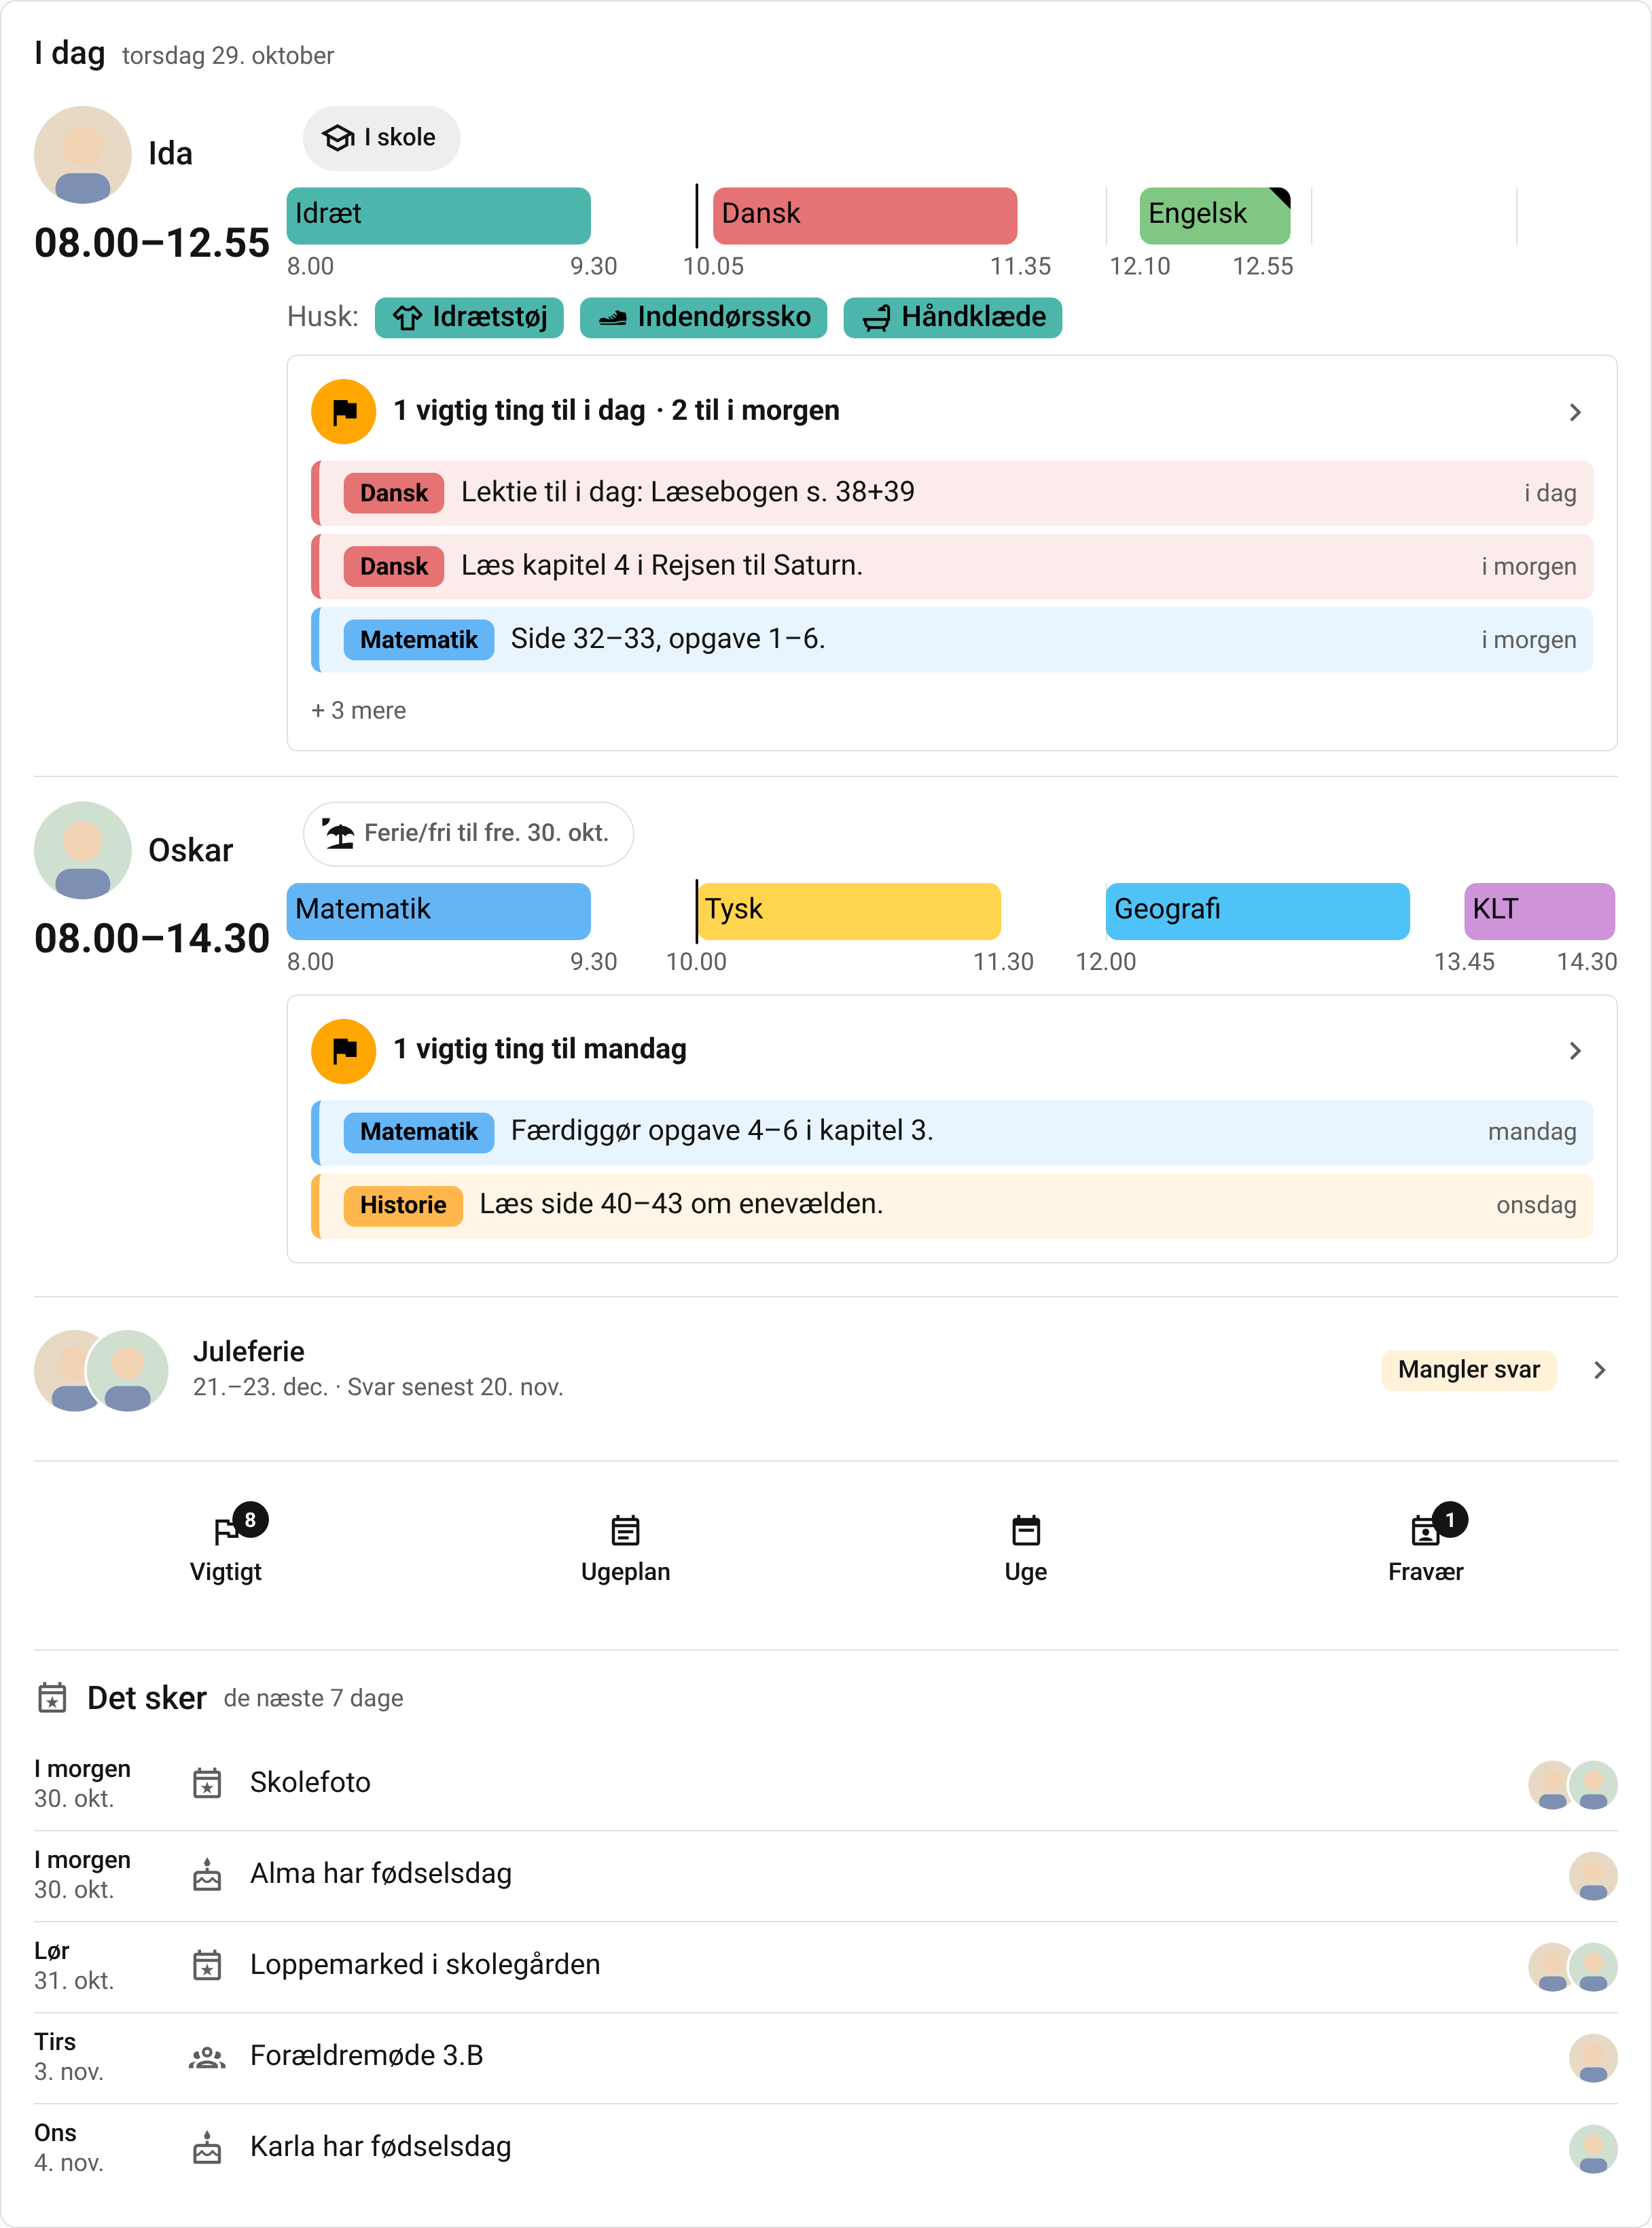 I dag torsdag 29. oktober
Ida
I skole
08.00–12.55
Idræt Dansk Engelsk
8.00 9.30 10.05 11.35 12.10 12.55
Husk: Idrætstøj Indendørssko Håndklæde
1 vigtig ting til i dag · 2 til i morgen
Dansk Lektie til i dag: Læsebogen s. 38+39 i dag
Dansk Læs kapitel 4 i Rejsen til Saturn. i morgen
Matematik Side 32–33, opgave 1–6. i morgen
+ 3 mere
Oskar
Ferie/fri til fre. 30. okt.
08.00–14.30
Matematik Tysk Geografi KLT
8.00 9.30 10.00 11.30 12.00 13.45 14.30
1 vigtig ting til mandag
Matematik Færdiggør opgave 4–6 i kapitel 3. mandag
Historie Læs side 40–43 om enevælden. onsdag
Juleferie
21.–23. dec. · Svar senest 20. nov.
Mangler svar
8 1
Vigtigt Ugeplan Uge Fravær
Det sker de næste 7 dage
I morgen
30. okt.
Skolefoto
I morgen
30. okt.
Alma har fødselsdag
Lør
31. okt.
Loppemarked i skolegården
Tirs
3. nov.
Forældremøde 3.B
Ons
4. nov.
Karla har fødselsdag